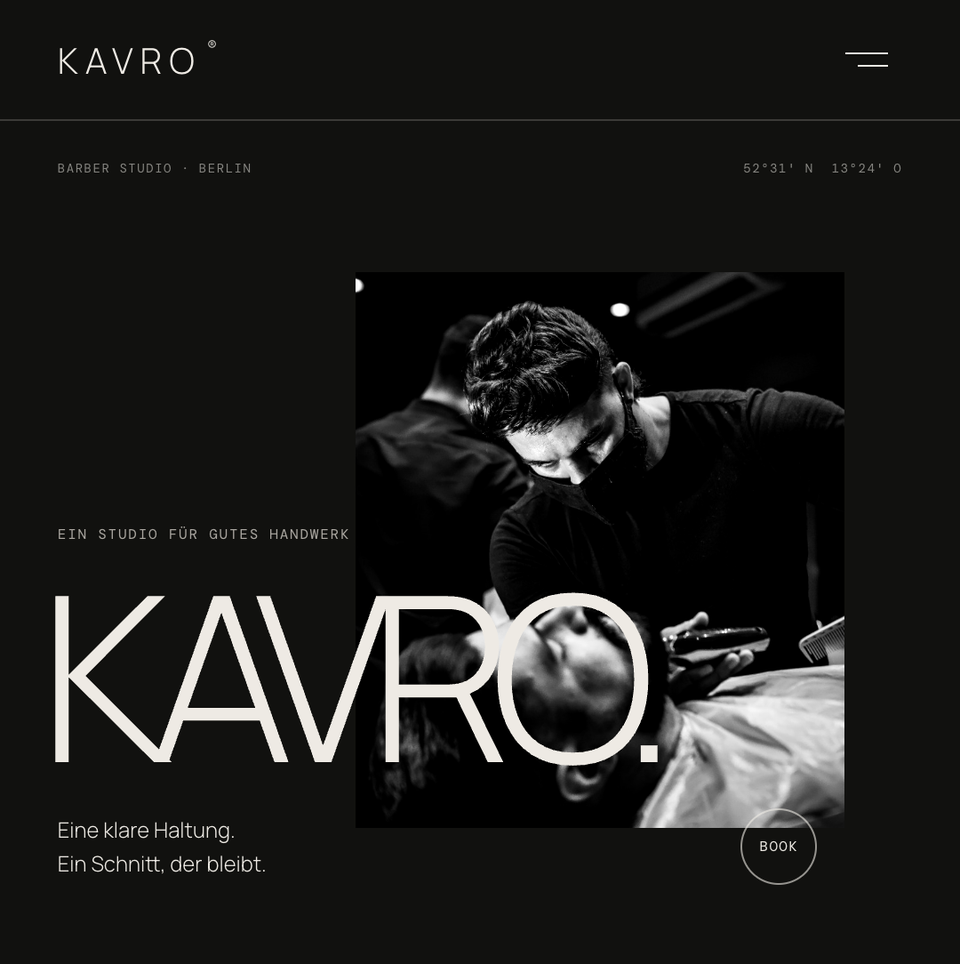 KAVRO®
BARBER STUDIO · BERLIN
52°31' N 13°24' O
EIN STUDIO FÜR GUTES HANDWERK
KAVRO.
Eine klare Haltung.
Ein Schnitt, der bleibt.
BOOK